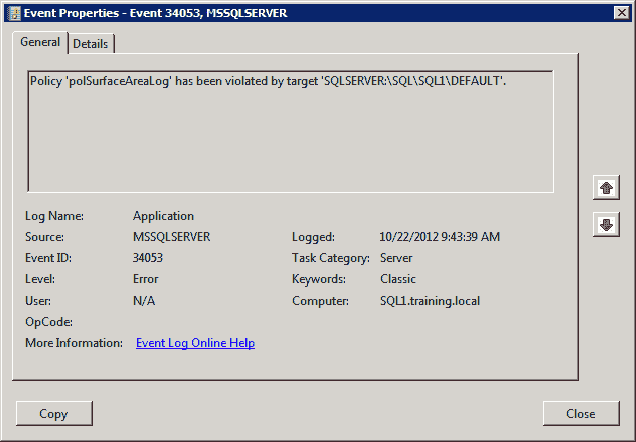 Event Properties - Event 34053, MSSQLSERVER
General Details
Policy 'polSurfaceAreaLog' has been violated by target 'SQLSERVER:\SQL\SQL1\DEFAULT'.
Log Name: Application
Source: MSSQLSERVER Logged: 10/22/2012 9:43:39 AM
Event ID: 34053 Task Category: Server
Level: Error Keywords: Classic
User: N/A Computer: SQL1.training.local
OpCode:
More Information: Event Log Online Help
Copy Close